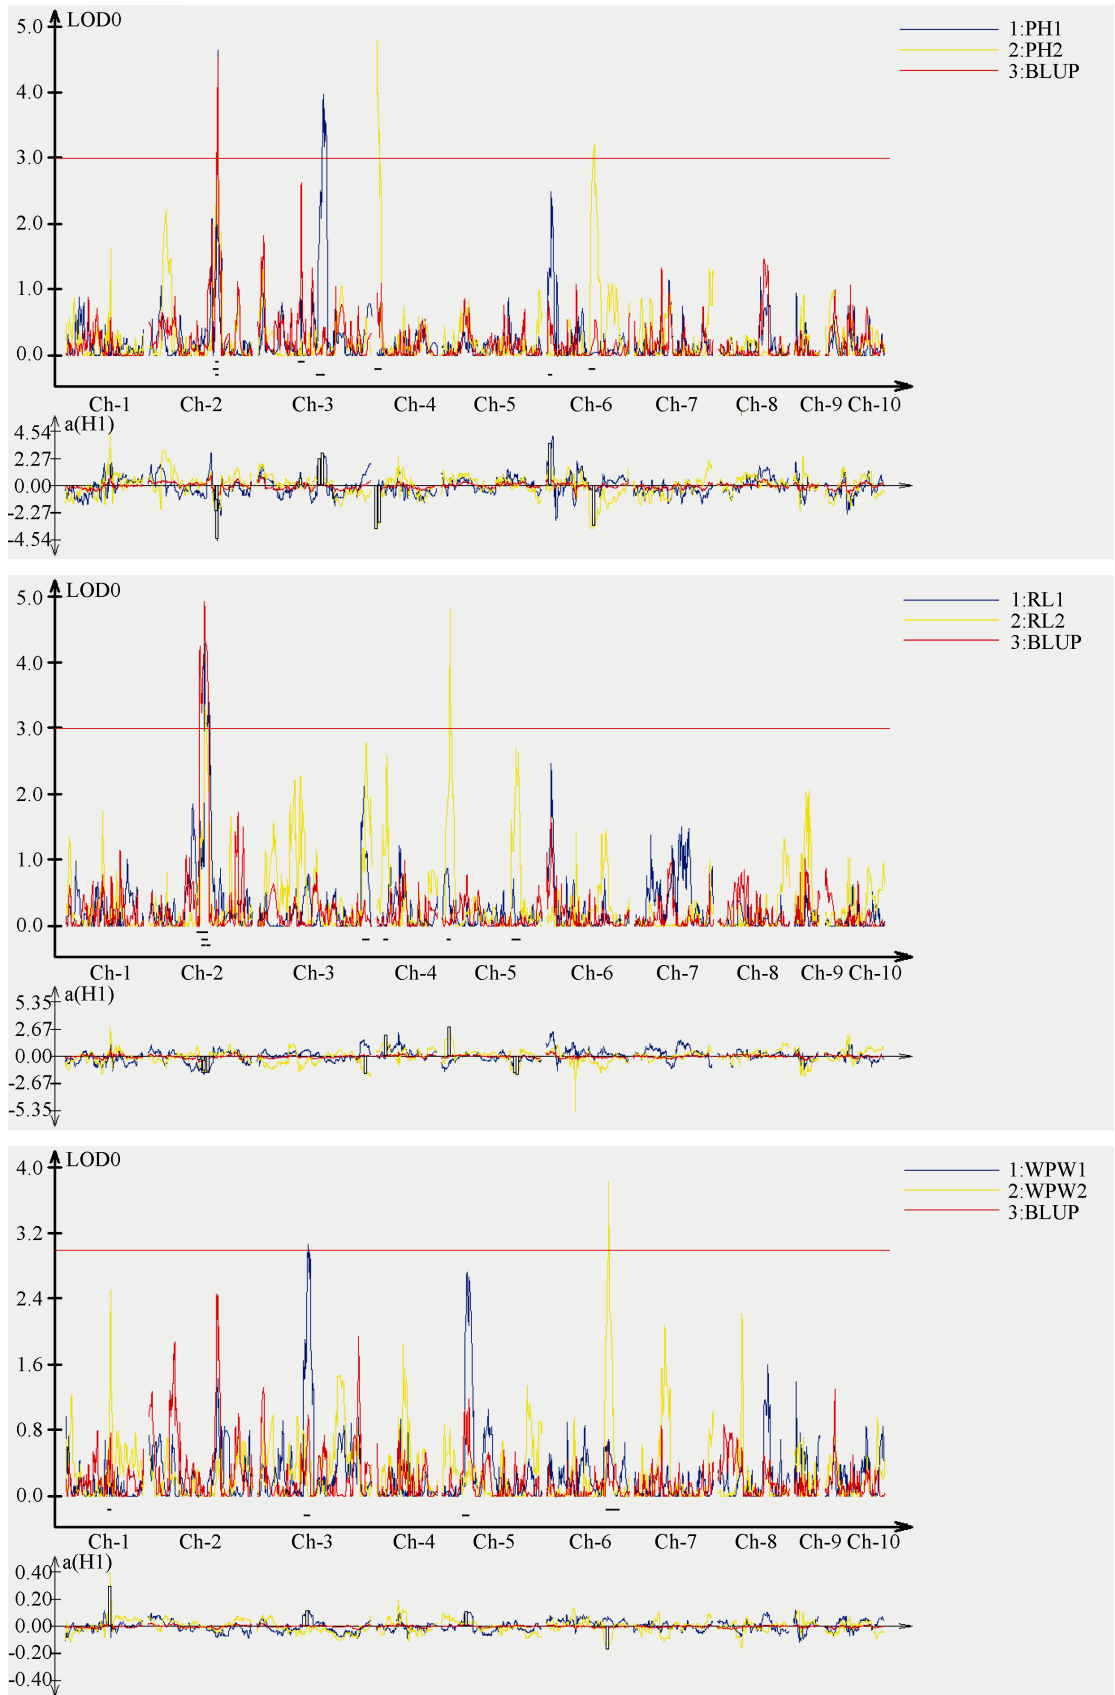 5.0 LOD0
1:PH1
2:PH2
3:BLUP
4.0
3.0
2.0
1.0
0.0
Ch-1 Ch-2 Ch-3 Ch-4 Ch-5 Ch-6 Ch-7 Ch-8 Ch-9 Ch-10
4.54 a(H1)
2.27
0.00
-2.27
-4.54
LOD0
5.0
1:RL1
2:RL2
3:BLUP
4.0
3.0
2.0
1.0
0.0
Ch-1 Ch-2 Ch-3 Ch-4 Ch-5 Ch-6 Ch-7 Ch-8 Ch-9 Ch-10
5.35 a(H1)
2.67
0.00
-2.67
-5.35
4.0 LOD0
1:WPW1
2:WPW2
3:BLUP
3.2
2.4
1.6
0.8
0.0
Ch-1 Ch-2 Ch-3 Ch-4 Ch-5 Ch-6 Ch-7 Ch-8 Ch-9 Ch-10
0.40 a(H1)
0.20
0.00
-0.20
-0.40